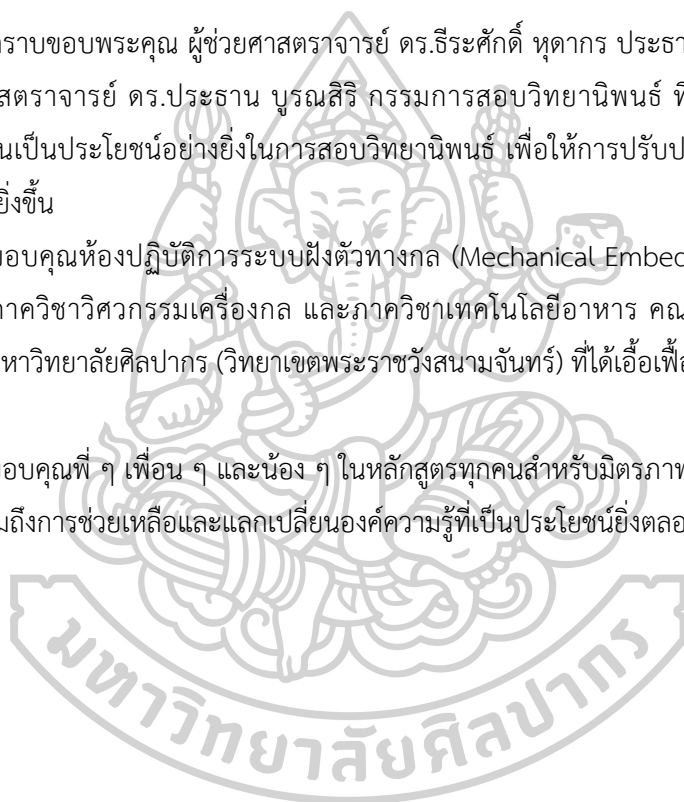 ราบขอบพระคุณ ผู้ช่วยศาสตราจารย์ ดร.ธีระศักดิ์ หุดากร ประธา
สตราจารย์ ดร.ประธาน บูรณสิริ กรรมการสอบวิทยานิพนธ์ ที
นเป็นประโยชน์อย่างยิ่งในการสอบวิทยานิพนธ์ เพื่อให้การปรับป
ยิ่งขึ้น
ขอบคุณห้องปฏิบัติการระบบฝังตัวทางกล (Mechanical Embed
ภาควิชาวิศวกรรมเครื่องกล และภาควิชาเทคโนโลยีอาหาร คณ
หาวิทยาลัยศิลปากร (วิทยาเขตพระราชวังสนามจันทร์) ที่ได้เอื้อเฟื้อ
ขอบคุณพี่ ๆ เพื่อน ๆ และน้อง ๆ ในหลักสูตรทุกคนสำหรับมิตรภาพ
มถึงการช่วยเหลือและแลกเปลี่ยนองค์ความรู้ที่เป็นประโยชน์ยิ่งตลอ
มหาวิทยาลัยศิลปากร